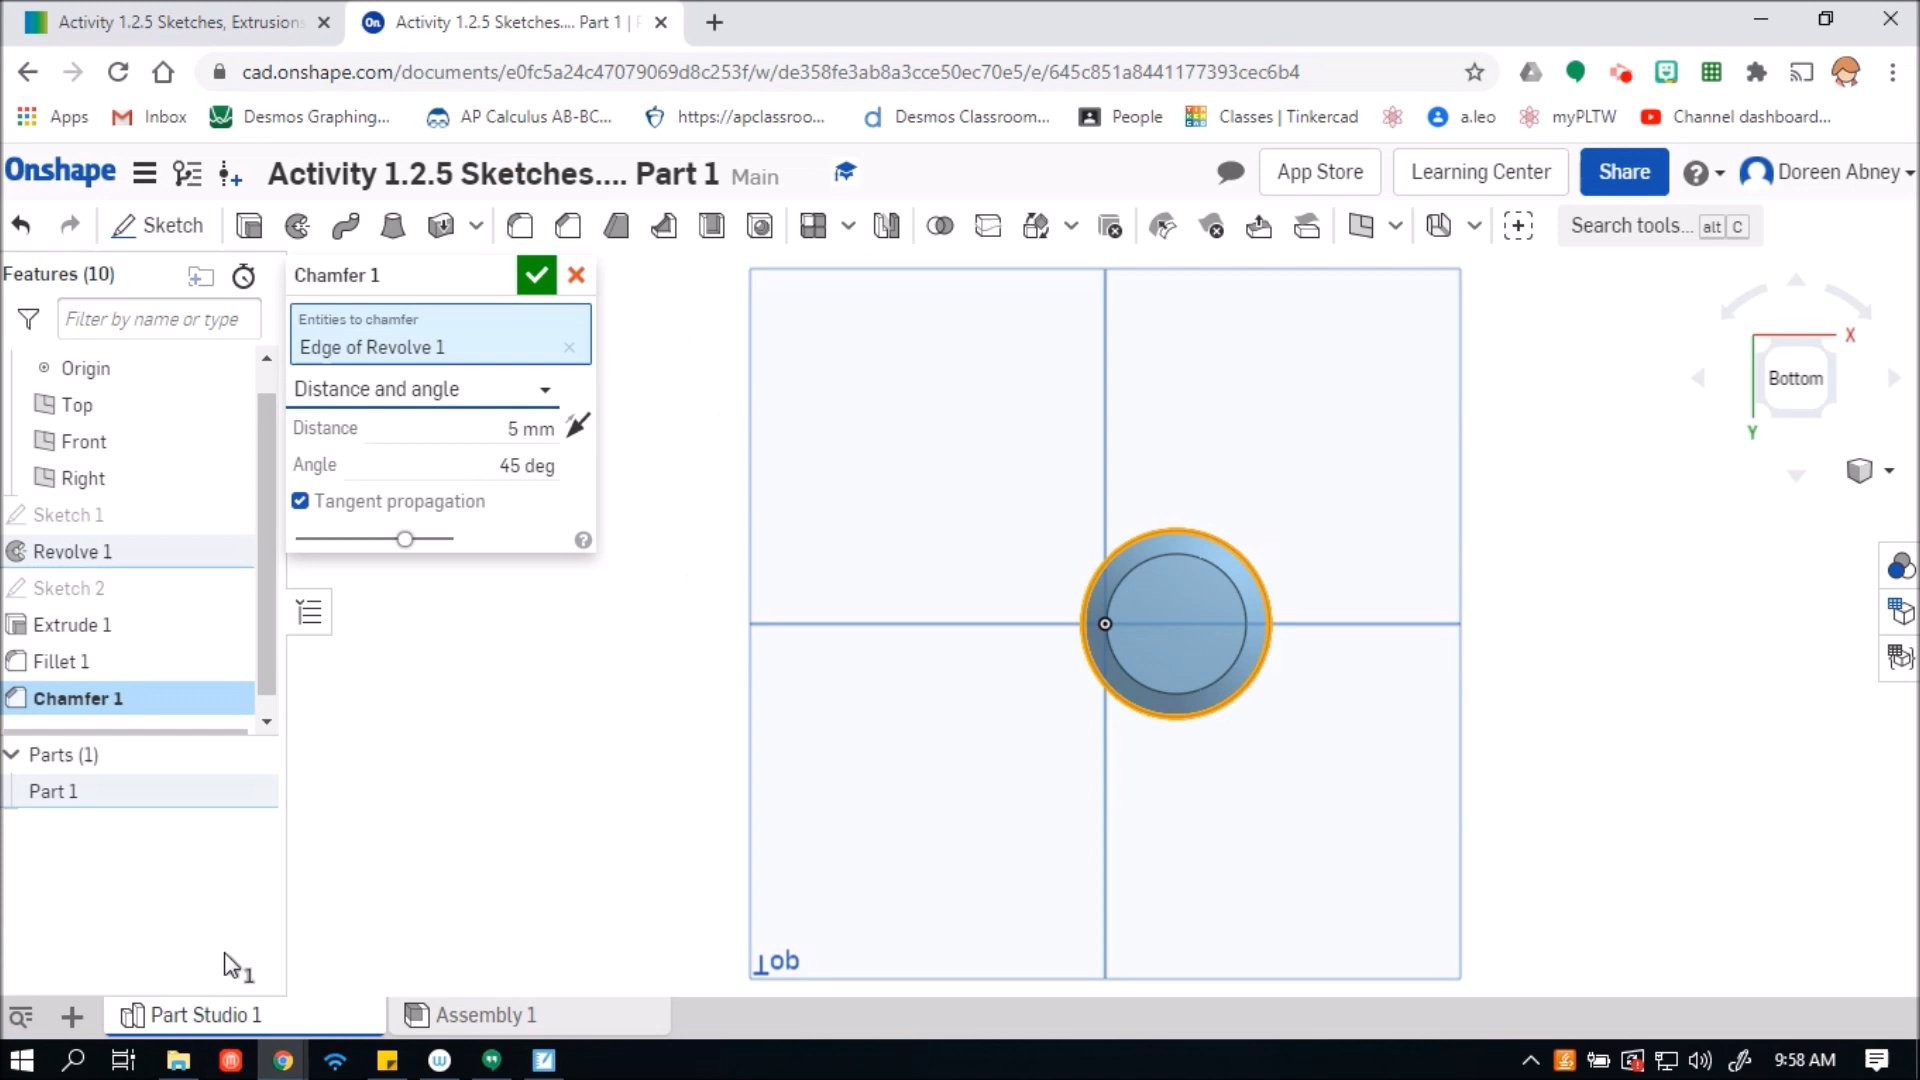 Activity 1.2.5 Sketches, Extrusions
On Activity 1.2.5 Sketches.... Part 1 |
cad.onshape.com/documents/e0fc5a24c47079069d8c253f/w/de358fe3ab8a3cce50ec70e5/e/645c851a8441177393cec6b4
Apps Inbox Desmos Graphing... AP Calculus AB-BC... https://apclassroo... Desmos Classroom... People Classes | Tinkercad a.leo myPLTW Channel dashboard...
Onshape Activity 1.2.5 Sketches.... Part 1 Main App Store Learning Center Share Doreen Abney
Sketch Search tools... alt C
Features (10)
Filter by name or type
Origin
Top
Front
Right
Sketch 1
Revolve 1
Sketch 2
Extrude 1
Fillet 1
Chamfer 1
Parts (1)
Part 1
Chamfer 1
Entities to chamfer
Edge of Revolve 1
Distance and angle
Distance 5 mm
Angle 45 deg
Tangent propagation
Top
X
Bottom
Y
1
Part Studio 1 Assembly 1
9:58 AM